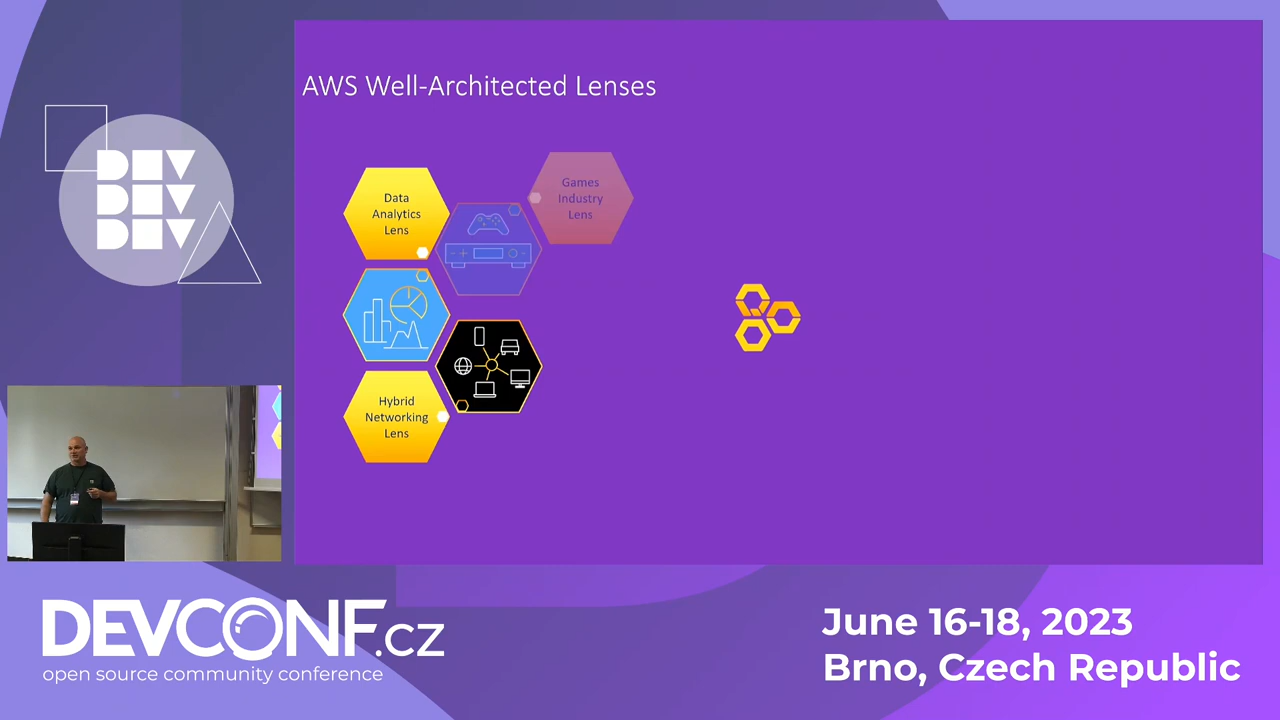 AWS Well-Architected Lenses
Data
Analytics
Lens
Games
Industry
Lens
Hybrid
Networking
Lens
DEV
DEV
DEV
DEVCONF.cz
open source community conference
June 16-18, 2023
Brno, Czech Republic